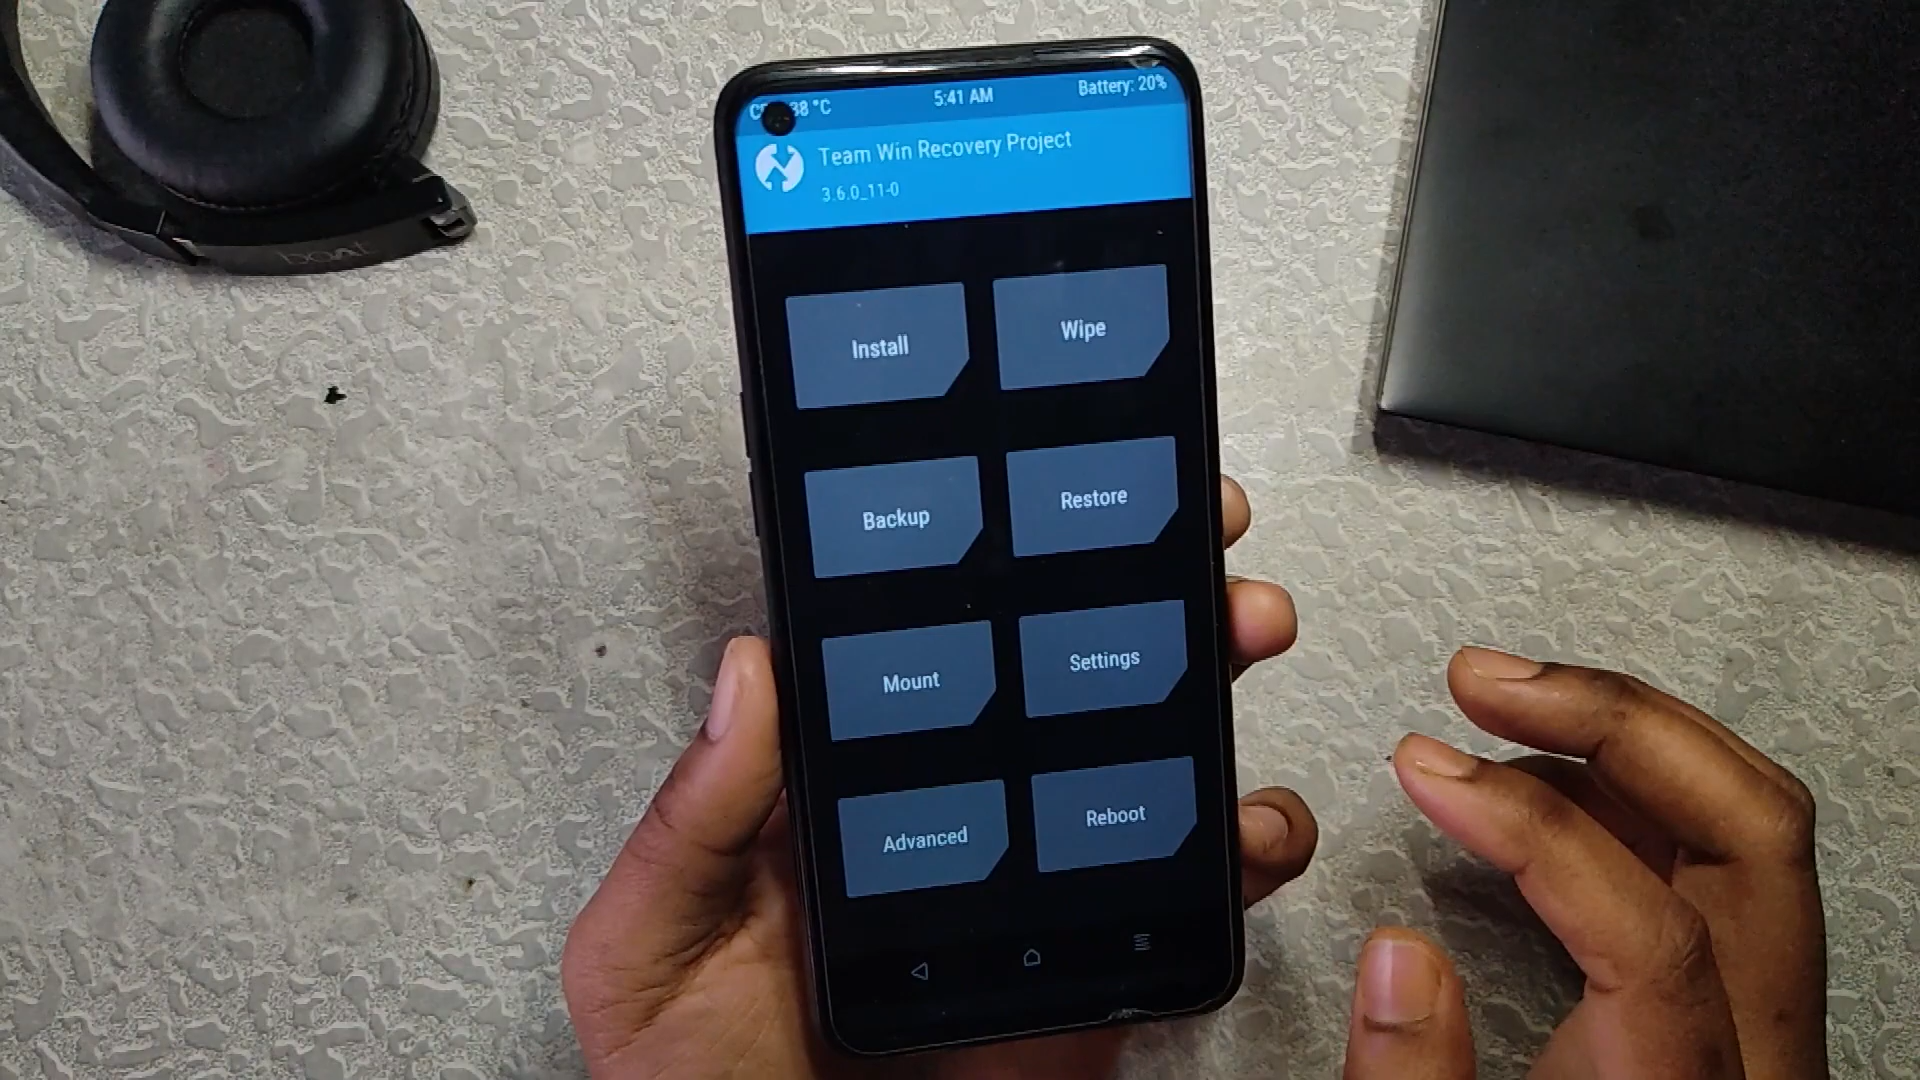 38 °C
5:41 AM
Battery: 20%
Team Win Recovery Project
3.6.0_11-0
Install
Wipe
Backup
Restore
Mount
Settings
Advanced
Reboot
boAt